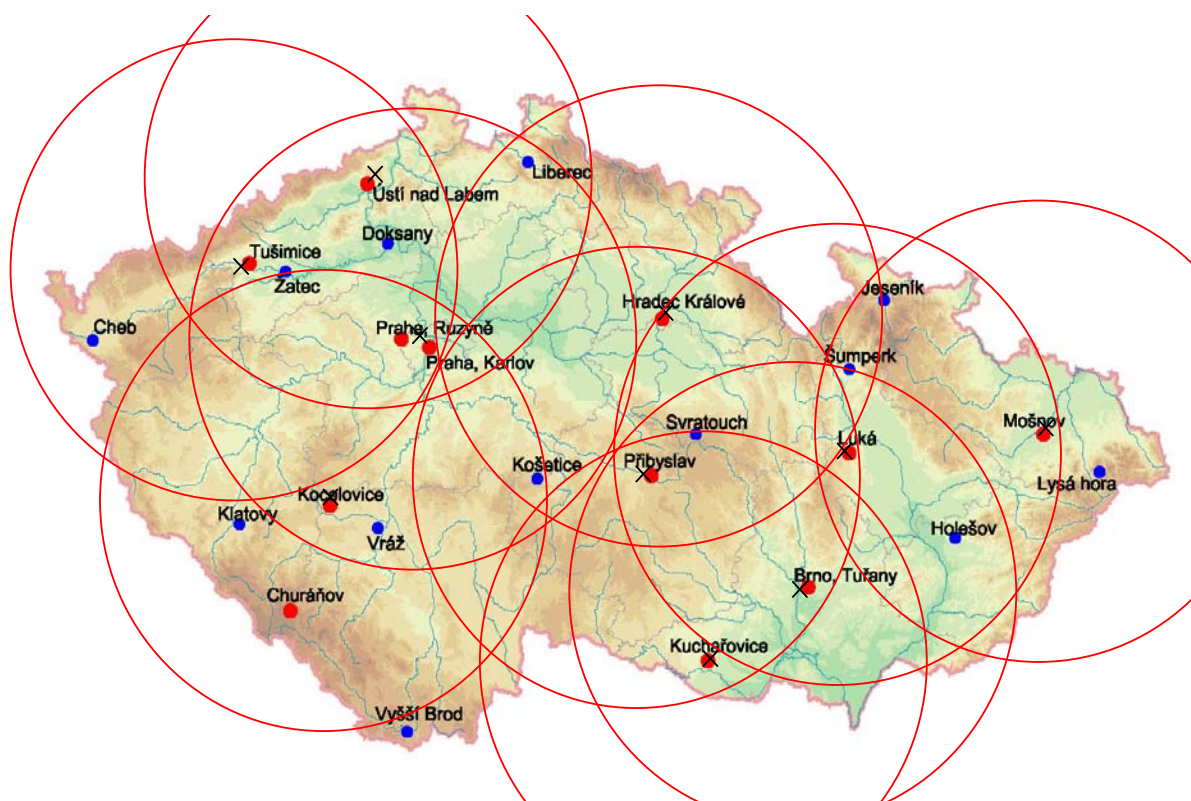 Liberec
Ústí nad Labem
Doksany
Tušimice
Žatec
Jeseník
Hradec Králové
Cheb
Praha, Ruzyně
Praha, Karlov
Šumperk
Svratouch
Mošnov
Luká
Košetice
Přibyslav
Lysá hora
Kocelovice
Klatovy
Vráž
Holešov
Brno, Tuřany
Churáňov
Kuchařovice
Vyšší Brod